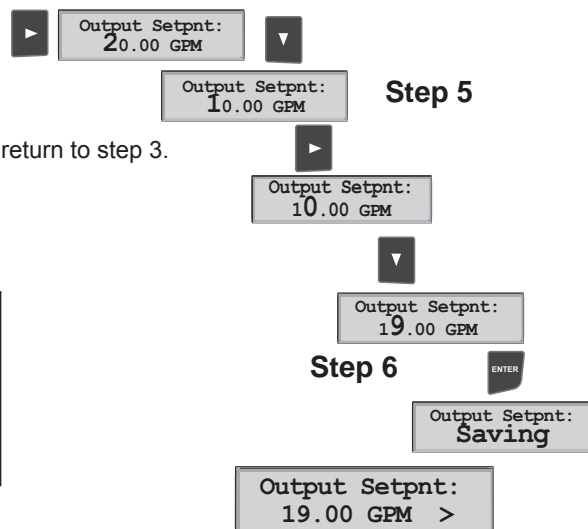 Output Setpnt:
20.00 GPM
Output Setpnt:
10.00 GPM
Step 5
return to step 3.
Output Setpnt:
10.00 GPM
Output Setpnt:
19.00 GPM
Step 6
ENTER
Output Setpnt:
Saving
Output Setpnt:
19.00 GPM >